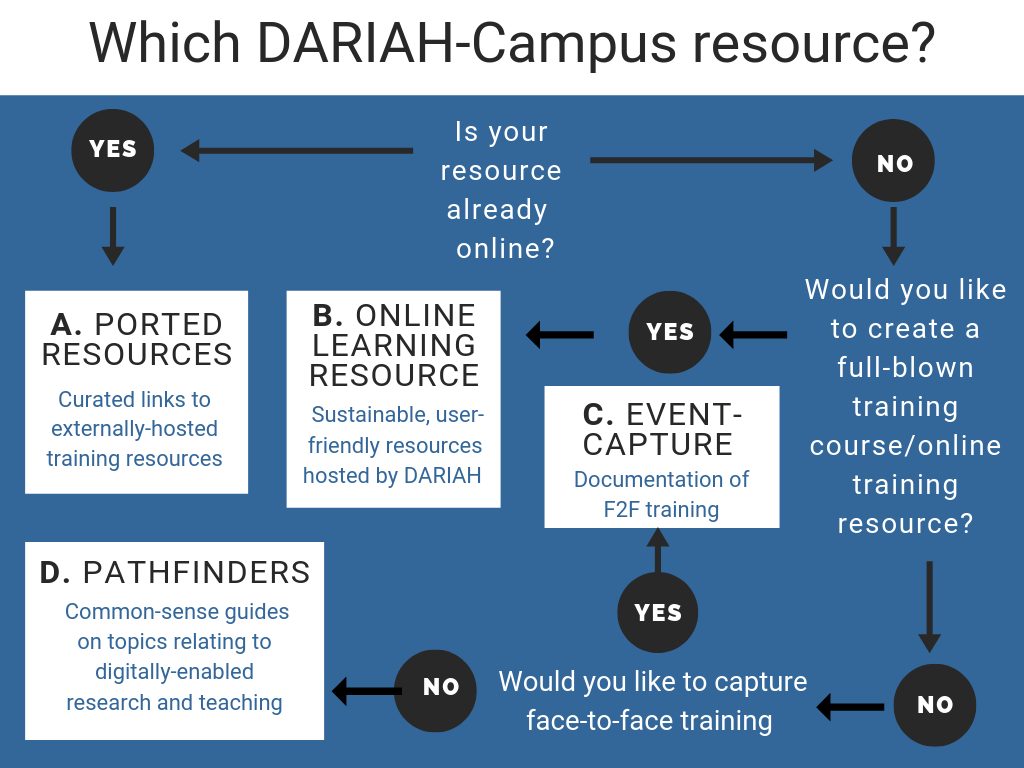 Which DARIAH-Campus resource?
YES
Is your
resource
already
online?
NO
A. PORTED
RESOURCES
Curated links to
externally-hosted
training resources
B. ONLINE
LEARNING
RESOURCE
Sustainable, user-
friendly resources
hosted by DARIAH
YES
Would you like
to create a
full-blown
training
course/online
training
resource?
C. EVENT-
CAPTURE
Documentation of
F2F training
D. PATHFINDERS
Common-sense guides
on topics relating to
digitally-enabled
research and teaching
YES
NO
Would you like to capture
face-to-face training
NO